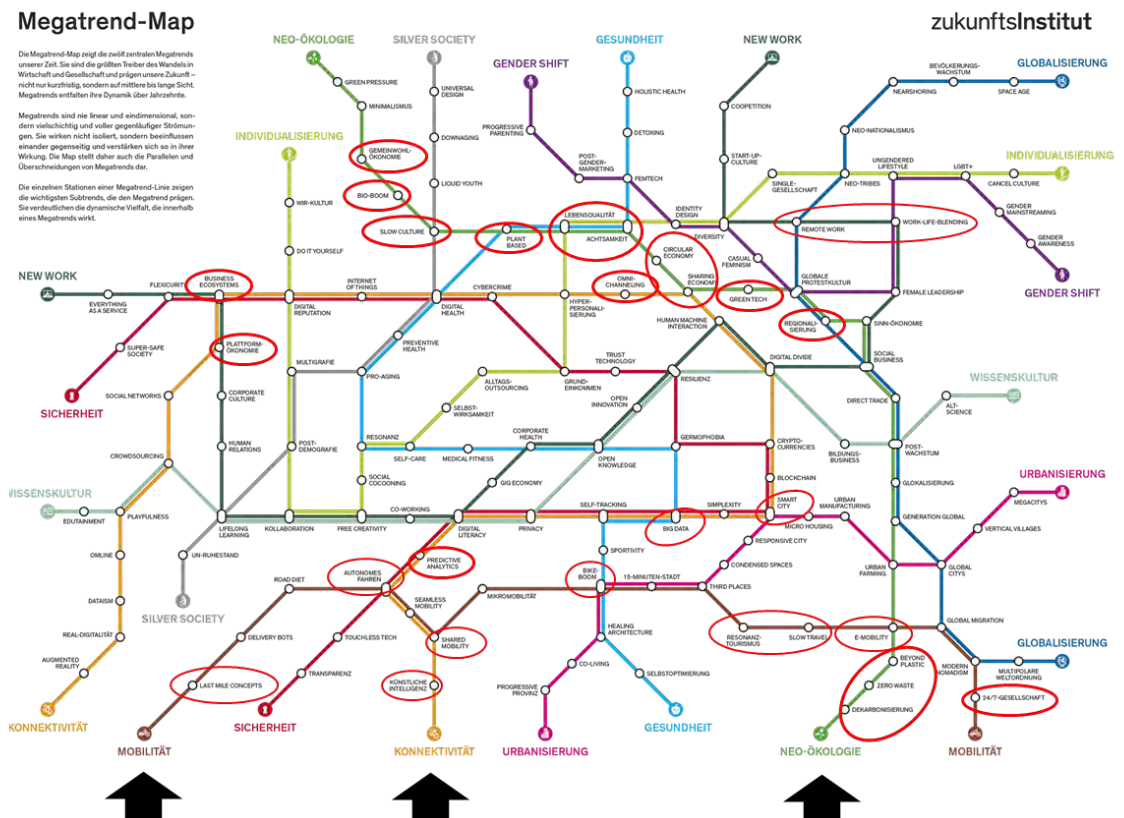 Megatrend-Map
zukunftsInstitut
Die Megatrend-Map zeigt die zwölf zentralen Megatrends
unserer Zeit. Sie sind die größten Treiber des Wandels in
Wirtschaft und Gesellschaft und prägen unsere Zukunft –
nicht nur kurzfristig, sondern auf mittlere bis lange Sicht.
Megatrends entfalten ihre Dynamik über Jahrzehnte.
Megatrends sind nie linear und eindimensional, son-
dern vielschichtig und voller gegenläufiger Strömun-
gen. Sie wirken nicht isoliert, sondern beeinflussen
einander gegenseitig und verstärken sich so in ihrer
Wirkung. Die Map stellt daher auch die Parallelen und
Überschneidungen von Megatrends dar.
Die einzelnen Stationen einer Megatrend-Linie zeigen
die wichtigsten Subtrends, die den Megatrend prägen.
Sie verdeutlichen die dynamische Vielfalt, die innerhalb
eines Megatrends wirkt.
NEO-ÖKOLOGIE
SILVER SOCIETY
GENDER SHIFT
GESUNDHEIT
NEW WORK
GLOBALISIERUNG
BEVÖLKERUNGS-
WACHSTUM
NEARSHORING
SPACE AGE
GREEN PRESSURE
UNIVERSAL
DESIGN
HOLISTIC HEALTH
MINIMALISMUS
COOPETITION
INDIVIDUALISIERUNG
DOWNAGING
PROGRESSIVE
PARENTING
DETOXING
NEO-NATIONALISMUS
GEMEINWOHL-
ÖKONOMIE
POST-
GENDER-
MARKETING
START-UP-
CULTURE
UNGENDERED
LIFESTYLE
LGBT+
INDIVIDUALISIERUNG
BIO-BOOM
LIQUID YOUTH
FEMTECH
SINGLE-
GESELLSCHAFT
NEO-TRIBES
CANCEL CULTURE
WIR-KULTUR
LEBENSQUALITÄT
IDENTITY
DESIGN
GENDER
MAINSTREAMING
SLOW CULTURE
PLANT
BASED
ACHTSAMKEIT
DIVERSITY
REMOTE WORK
WORK-LIFE-BLENDING
DO IT YOURSELF
CIRCULAR
ECONOMY
CASUAL
FEMINISM
GENDER
AWARENESS
NEW WORK
FLEXICURITY
BUSINESS
ECOSYSTEMS
INTERNET
OF THINGS
CYBERCRIME
OMNI-
CHANNELING
SHARING
ECONOMY
GLOBALE
PROTESTKULTUR
GENDER SHIFT
EVERYTHING
AS A SERVICE
DIGITAL
REPUTATION
DIGITAL
HEALTH
HYPER-
PERSONALI-
SIERUNG
GREEN TECH
FEMALE LEADERSHIP
HUMAN MACHINE
INTERACTION
REGIONALI-
SIERUNG
SINN-ÖKONOMIE
SUPER-SAFE
SOCIETY
PLATTFORM-
ÖKONOMIE
PREVENTIVE
HEALTH
TRUST
TECHNOLOGY
DIGITAL DIVIDE
SOCIAL
BUSINESS
MULTIGRAFIE
PRO-AGING
ALLTAGS-
OUTSOURCING
GRUND-
EINKOMMEN
RESILIENZ
WISSENSKULTUR
SICHERHEIT
SOCIAL NETWORKS
CORPORATE
CULTURE
SELBST-
WIRKSAMKEIT
OPEN
INNOVATION
DIRECT TRADE
ALT-
SCIENCE
HUMAN
RELATIONS
POST-
DEMOGRAFIE
RESONANZ
CORPORATE
HEALTH
GERMOPHOBIA
CRYPTO-
CURRENCIES
POST-
WACHSTUM
CROWDSOURCING
SELF-CARE
MEDICAL FITNESS
OPEN
KNOWLEDGE
BILDUNGS-
BUSINESS
SOCIAL
COCOONING
GIG ECONOMY
BLOCKCHAIN
GLOKALISIERUNG
URBANISIERUNG
WISSENSKULTUR
SELF-TRACKING
SIMPLEXITY
SMART
CITY
URBAN
MANUFACTURING
MEGACITYS
EDUTAINMENT
PLAYFULNESS
LIFELONG
LEARNING
KOLLABORATION
FREE CREATIVITY
CO-WORKING
DIGITAL
LITERACY
PRIVACY
BIG DATA
MICRO HOUSING
GENERATION GLOBAL
VERTICAL VILLAGES
OMLINE
UN-RUHESTAND
PREDICTIVE
ANALYTICS
SPORTIVITY
RESPONSIVE CITY
CONDENSED SPACES
URBAN
FARMING
GLOBAL
CITYS
ROAD DIET
AUTONOMES
FAHREN
BIKE-
BOOM
15-MINUTEN-STADT
THIRD PLACES
DATAISM
SILVER SOCIETY
SEAMLESS
MOBILITY
MIKROMOBILITÄT
REAL-DIGITALITÄT
DELIVERY BOTS
TOUCHLESS TECH
SHARED
MOBILITY
HEALING
ARCHITECTURE
RESONANZ-
TOURISMUS
SLOW TRAVEL
E-MOBILITY
GLOBAL MIGRATION
GLOBALISIERUNG
AUGMENTED
REALITY
LAST MILE CONCEPTS
TRANSPARENZ
KÜNSTLICHE
INTELLIGENZ
CO-LIVING
SELBSTOPTIMIERUNG
BEYOND
PLASTIC
MODERN
NOMADISM
MULTIPOLARE
WELTORDNUNG
PROGRESSIVE
PROVINZ
ZERO WASTE
24/7-GESELLSCHAFT
DEKARBONISIERUNG
KONNEKTIVITÄT
SICHERHEIT
GESUNDHEIT
MOBILITÄT
KONNEKTIVITÄT
URBANISIERUNG
NEO-ÖKOLOGIE
MOBILITÄT